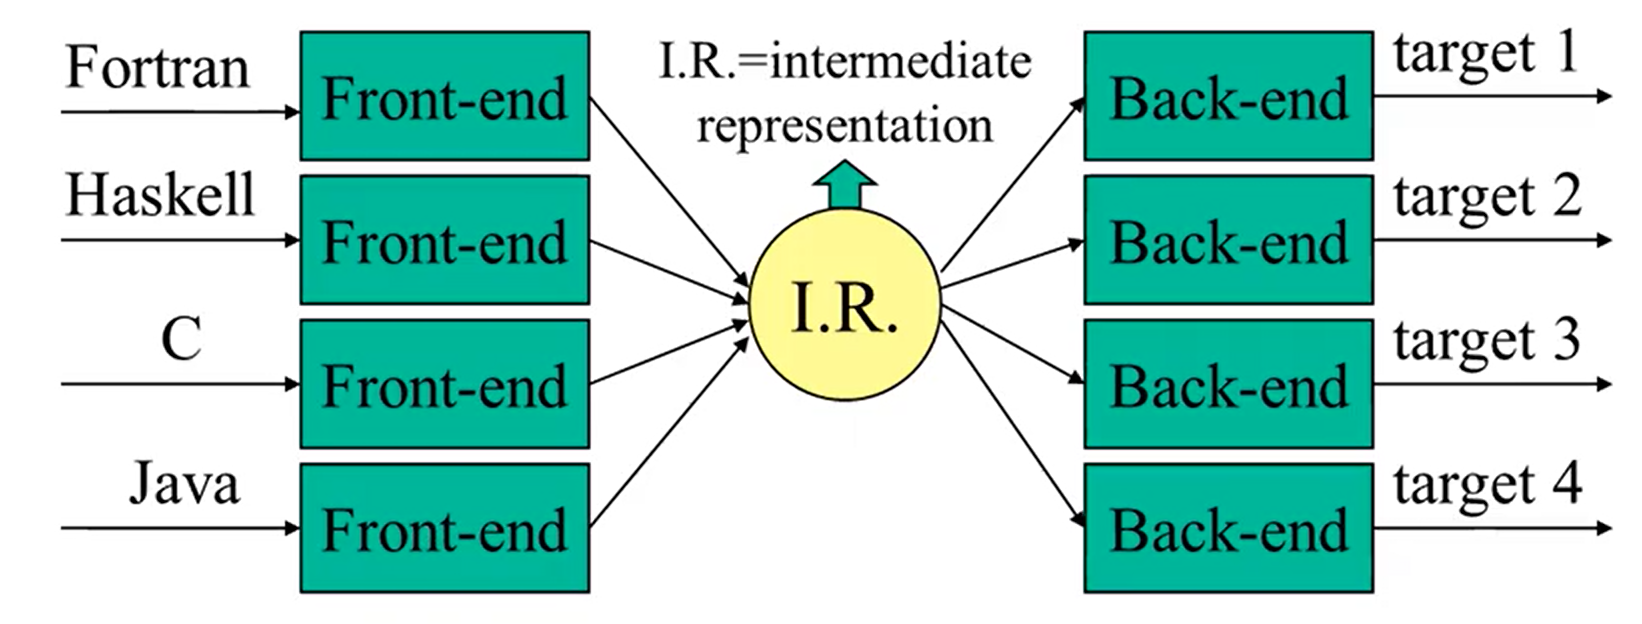 Fortran
Front-end
I.R.=intermediate
representation
Back-end
target 1
Haskell
Front-end
Back-end
target 2
I.R.
C
Front-end
Back-end
target 3
Java
Front-end
Back-end
target 4